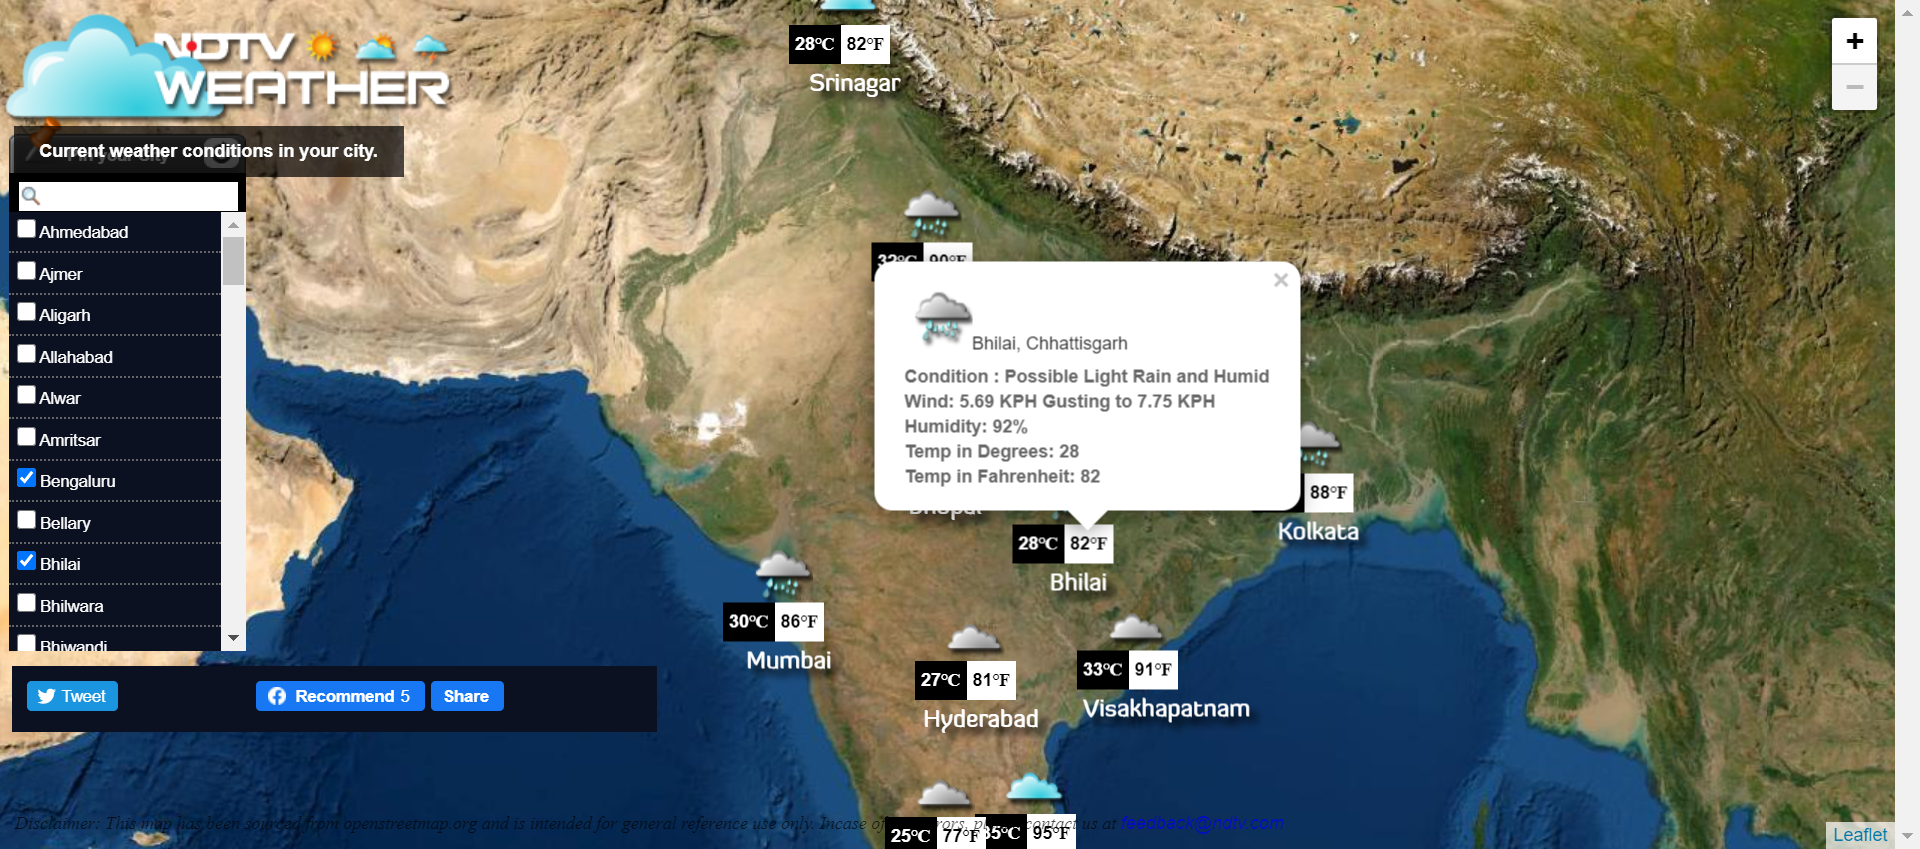 NDTV
WEATHER
Current weather conditions in your city.
Ahmedabad
Ajmer
Aligarh
Allahabad
Alwar
Amritsar
Bengaluru
Bellary
Bhilai
Bhilwara
Bhiwandi
Tweet
Recommend 5
Share
28°C 82°F
Srinagar
32°C 90°F
×
Bhilai, Chhattisgarh
Condition : Possible Light Rain and Humid
Wind: 5.69 KPH Gusting to 7.75 KPH
Humidity: 92%
Temp in Degrees: 28
Temp in Fahrenheit: 82
Bhopal
28°C 82°F
Bhilai
88°F
Kolkata
30°C 86°F
Mumbai
27°C 81°F
Hyderabad
33°C 91°F
Visakhapatnam
25°C 77°F
35°C 95°F
Disclaimer: This map has been sourced from openstreetmap.org and is intended for general reference use only. Incase of contact us at feedback@ndtv.com
+
−
Leaflet